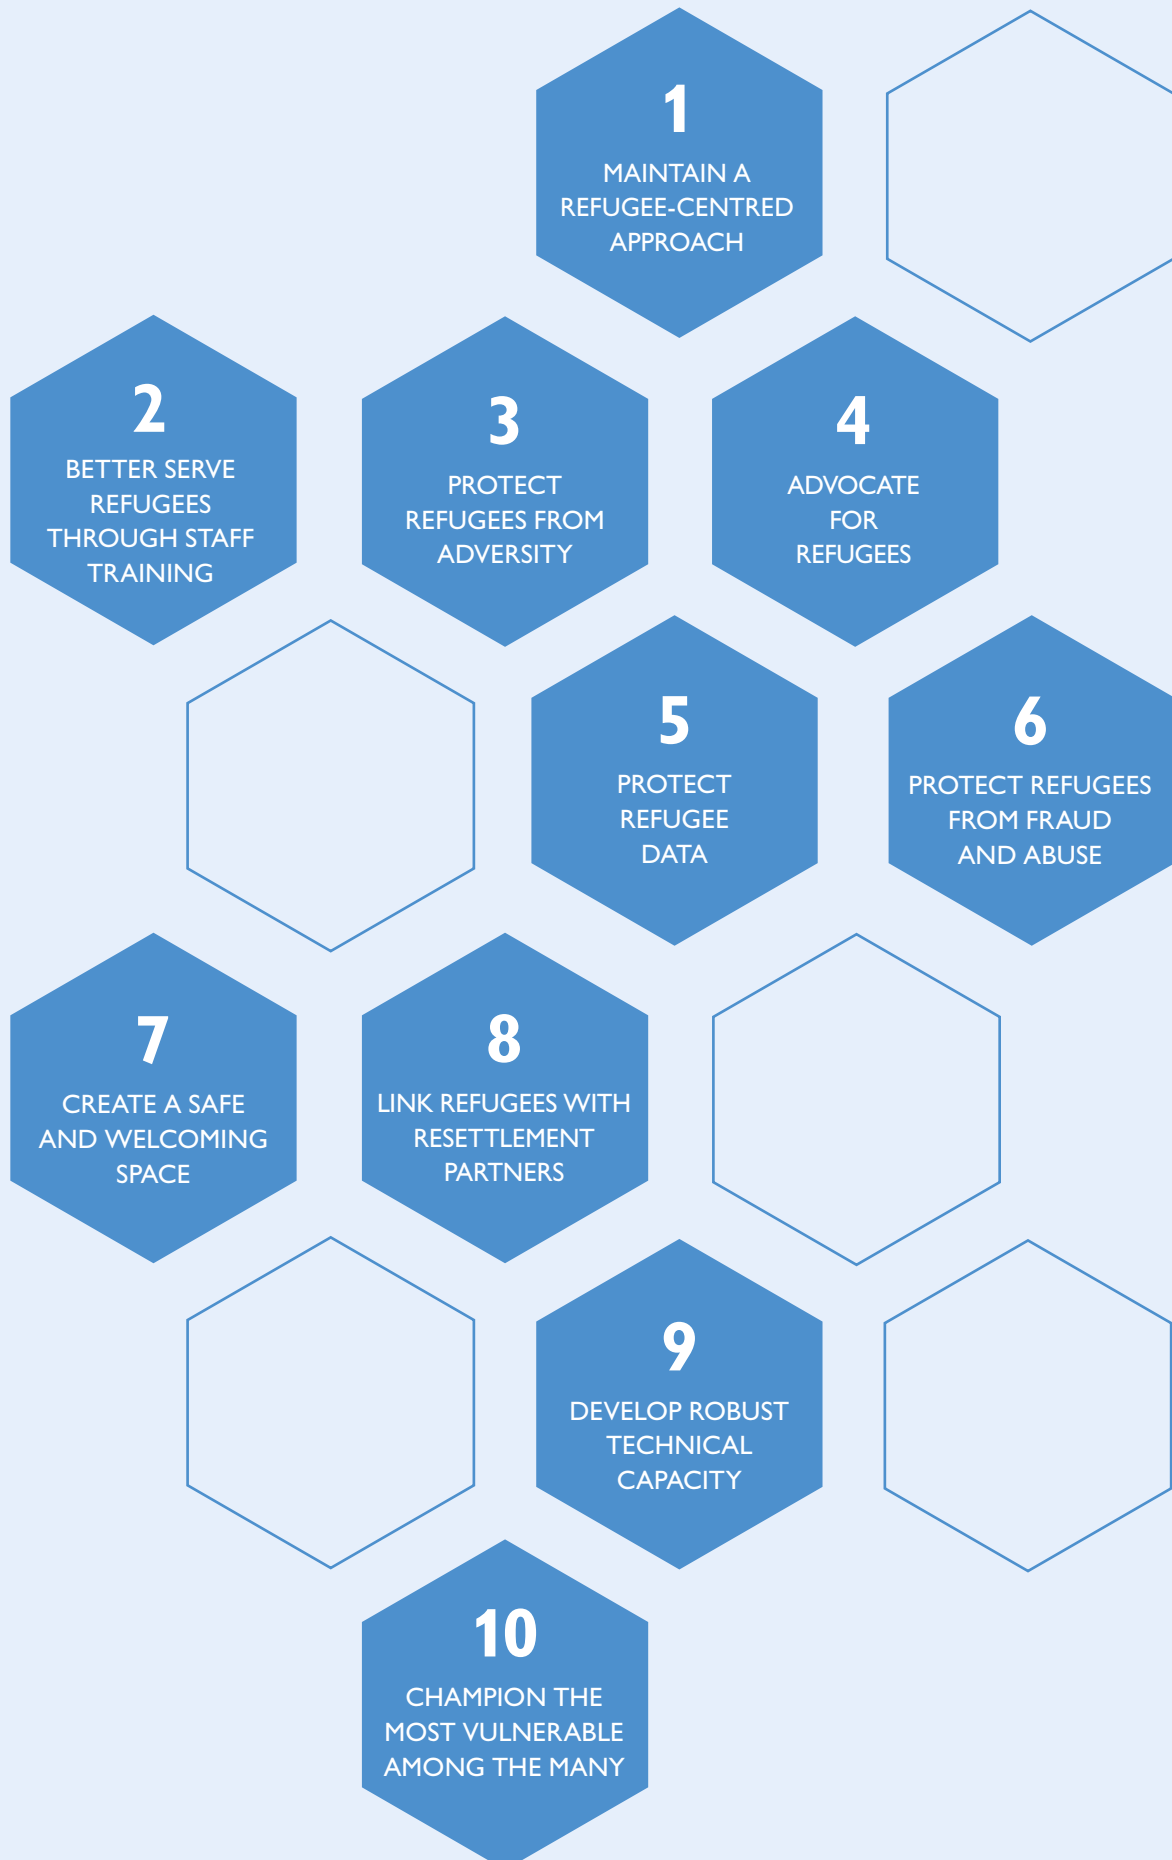 1
MAINTAIN A
REFUGEE-CENTRED
APPROACH
2
BETTER SERVE
REFUGEES
THROUGH STAFF
TRAINING
3
PROTECT
REFUGEES FROM
ADVERSITY
4
ADVOCATE
FOR
REFUGEES
5
PROTECT
REFUGEE
DATA
6
PROTECT REFUGEES
FROM FRAUD
AND ABUSE
7
CREATE A SAFE
AND WELCOMING
SPACE
8
LINK REFUGEES WITH
RESETTLEMENT
PARTNERS
9
DEVELOP ROBUST
TECHNICAL
CAPACITY
10
CHAMPION THE
MOST VULNERABLE
AMONG THE MANY